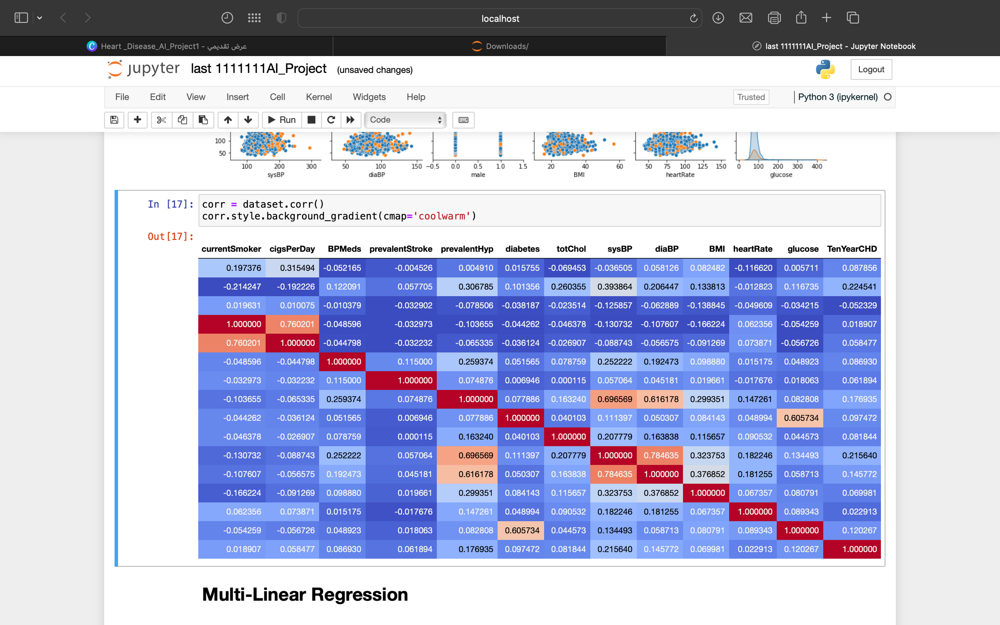 localhost
Heart _Disease_AI_Project1 - عرض تقديمي
Downloads/
last 1111111AI_Project - Jupyter Notebook
jupyter last 1111111AI_Project (unsaved changes)
Logout
File Edit View Insert Cell Kernel Widgets Help Trusted Python 3 (ipykernel)
Run Code
100
50
100 200 300 50 100 150 −0.5 0.0 0.5 1.0 1.5 20 40 60 50 75 100 125 150 0 100 200 300 400
sysBP diaBP male BMI heartRate glucose
In [17]: corr = dataset.corr()
corr.style.background_gradient(cmap='coolwarm')
Out[17]:
currentSmoker cigsPerDay BPMeds prevalentStroke prevalentHyp diabetes totChol sysBP diaBP BMI heartRate glucose TenYearCHD
0.197376 0.315494 -0.052165 -0.004526 0.004910 0.015755 -0.069453 -0.036505 0.058126 0.082482 -0.116620 0.005711 0.087856
-0.214247 -0.192226 0.122091 0.057705 0.306785 0.101356 0.260355 0.393864 0.206447 0.133813 -0.012823 0.116735 0.224541
0.019631 0.010075 -0.010379 -0.032902 -0.078506 -0.038187 -0.023514 -0.125857 -0.062889 -0.138845 -0.049609 -0.034215 -0.052329
1.000000 0.760201 -0.048596 -0.032973 -0.103655 -0.044262 -0.046378 -0.130732 -0.107607 -0.166224 0.062356 -0.054259 0.018907
0.760201 1.000000 -0.044798 -0.032232 -0.065335 -0.036124 -0.026907 -0.088743 -0.056575 -0.091269 0.073871 -0.056726 0.058477
-0.048596 -0.044798 1.000000 0.115000 0.259374 0.051565 0.078759 0.252222 0.192473 0.098880 0.015175 0.048923 0.086930
-0.032973 -0.032232 0.115000 1.000000 0.074876 0.006946 0.000115 0.057064 0.045181 0.019661 -0.017676 0.018063 0.061894
-0.103655 -0.065335 0.259374 0.074876 1.000000 0.077886 0.163240 0.696569 0.616178 0.299351 0.147261 0.082808 0.176935
-0.044262 -0.036124 0.051565 0.006946 0.077886 1.000000 0.040103 0.111397 0.050307 0.084143 0.048994 0.605734 0.097472
-0.046378 -0.026907 0.078759 0.000115 0.163240 0.040103 1.000000 0.207779 0.163838 0.115657 0.090532 0.044573 0.081844
-0.130732 -0.088743 0.252222 0.057064 0.696569 0.111397 0.207779 1.000000 0.784635 0.323753 0.182246 0.134493 0.215640
-0.107607 -0.056575 0.192473 0.045181 0.616178 0.050307 0.163838 0.784635 1.000000 0.376852 0.181255 0.058713 0.145772
-0.166224 -0.091269 0.098880 0.019661 0.299351 0.084143 0.115657 0.323753 0.376852 1.000000 0.067357 0.080791 0.069981
0.062356 0.073871 0.015175 -0.017676 0.147261 0.048994 0.090532 0.182246 0.181255 0.067357 1.000000 0.089343 0.022913
-0.054259 -0.056726 0.048923 0.018063 0.082808 0.605734 0.044573 0.134493 0.058713 0.080791 0.089343 1.000000 0.120267
0.018907 0.058477 0.086930 0.061894 0.176935 0.097472 0.081844 0.215640 0.145772 0.069981 0.022913 0.120267 1.000000
Multi-Linear Regression